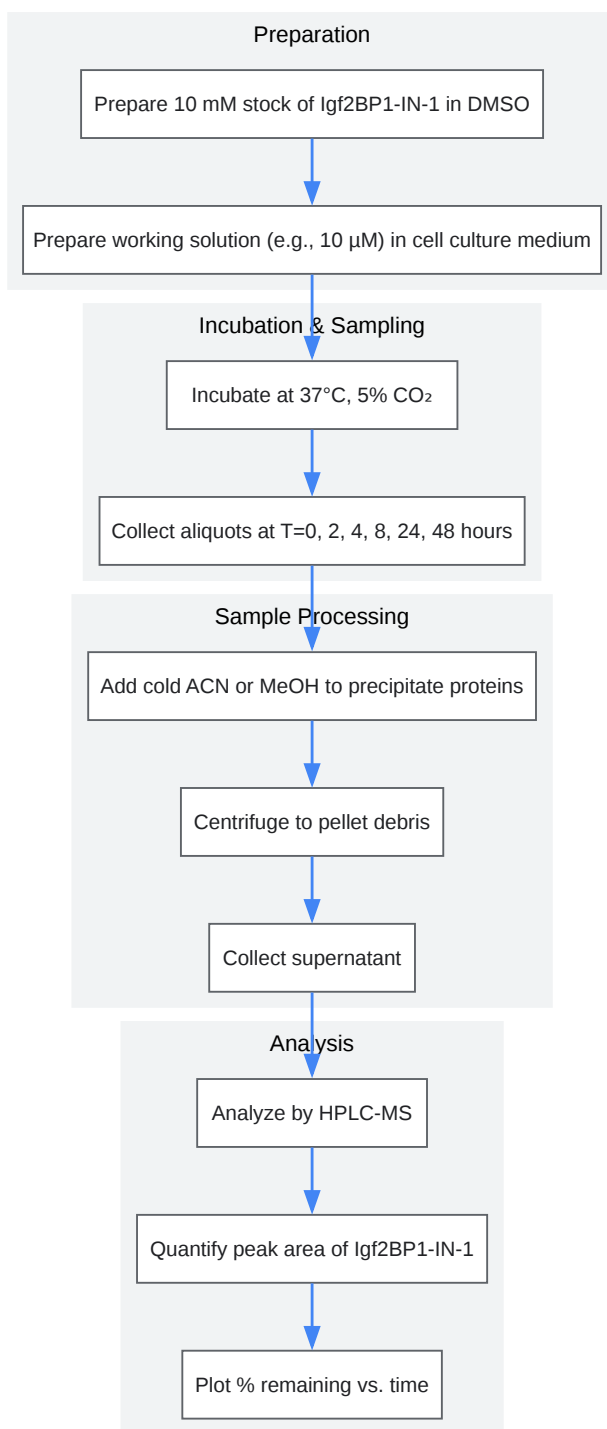 Preparation
Prepare 10 mM stock of Igf2BP1-IN-1 in DMSO
Prepare working solution (e.g., 10 µM) in cell culture medium
Incubation & Sampling
Incubate at 37°C, 5% CO₂
Collect aliquots at T=0, 2, 4, 8, 24, 48 hours
Sample Processing
Add cold ACN or MeOH to precipitate proteins
Centrifuge to pellet debris
Collect supernatant
Analysis
Analyze by HPLC-MS
Quantify peak area of Igf2BP1-IN-1
Plot % remaining vs. time